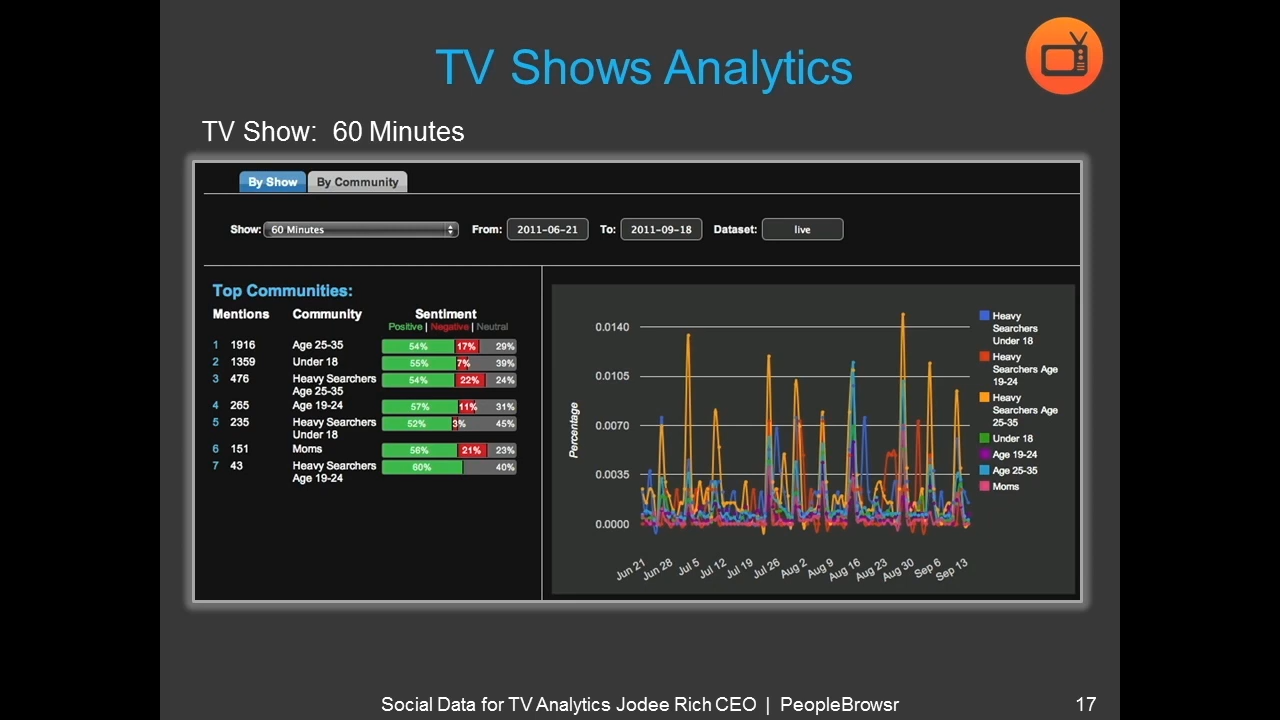 TV Shows Analytics
TV Show: 60 Minutes
By Show
By Community
Show:
60 Minutes
From:
2011-06-21
To:
2011-09-18
Dataset:
live
Top Communities:
Mentions Community Sentiment
Positive | Negative | Neutral
1 1916 Age 25-35 54% 17% 29%
2 1359 Under 18 55% 7% 39%
3 476 Heavy Searchers 54% 22% 24%
Age 25-35
4 265 Age 19-24 57% 11% 31%
5 235 Heavy Searchers 52% 3% 45%
Under 18
6 151 Moms 56% 21% 23%
7 43 Heavy Searchers 60% 40%
Age 19-24
Percentage
0.0140
0.0105
0.0070
0.0035
0.0000
Jun 21 Jun 28 Jul 5 Jul 12 Jul 19 Jul 26 Aug 2 Aug 9 Aug 16 Aug 23 Aug 30 Sep 6 Sep 13
Heavy
Searchers
Under 18
Heavy
Searchers Age
19-24
Heavy
Searchers Age
25-35
Under 18
Age 19-24
Age 25-35
Moms
Social Data for TV Analytics Jodee Rich CEO | PeopleBrowsr
17